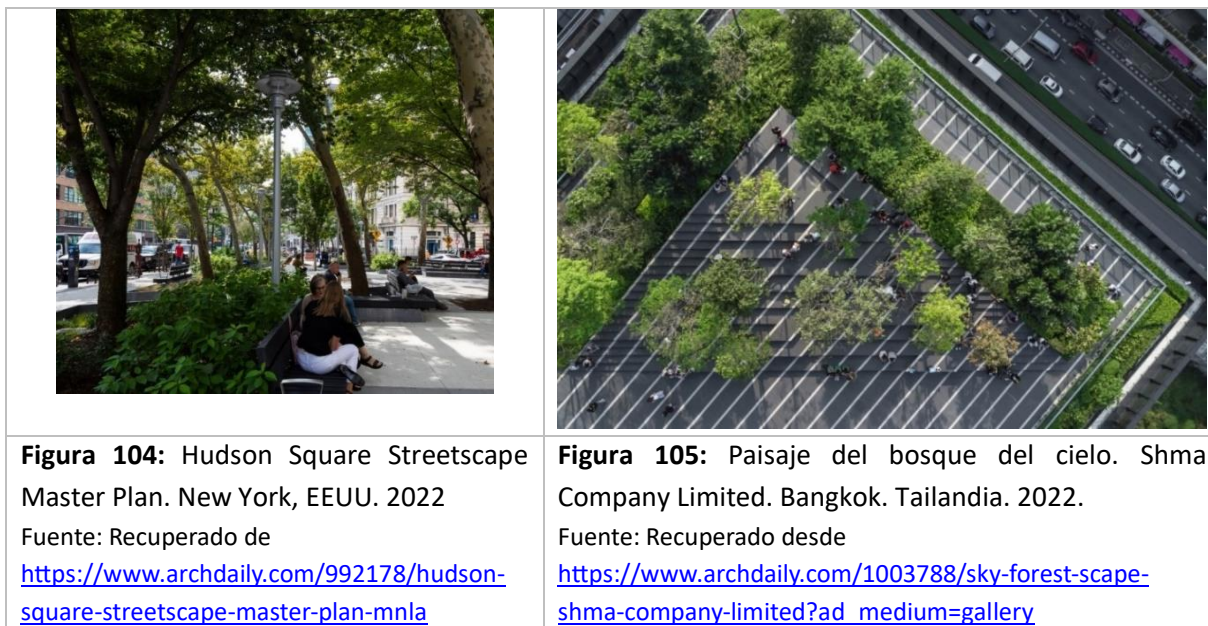 Figura 104: Hudson Square Streetscape
Master Plan. New York, EEUU. 2022
Fuente: Recuperado de
https://www.archdaily.com/992178/hudson-
square-streetscape-master-plan-mnla
Figura 105: Paisaje del bosque del cielo. Shma
Company Limited. Bangkok. Tailandia. 2022.
Fuente: Recuperado desde
https://www.archdaily.com/1003788/sky-forest-scape-
shma-company-limited?ad_medium=gallery